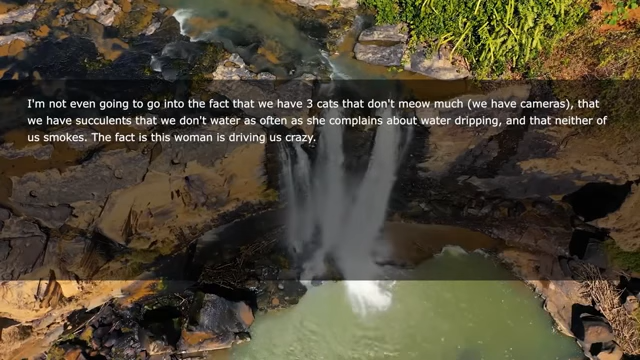 I'm not even going to go into the fact that we have 3 cats that don't meow much (we have cameras), that
we have succulents that we don't water as often as she complains about water dripping, and that neither of
us smokes. The fact is this woman is driving us crazy.